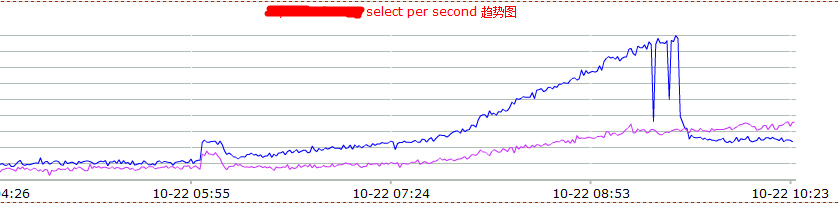 select per second 趋势图
04:26 10-22 05:55 10-22 07:24 10-22 08:53 10-22 10:23